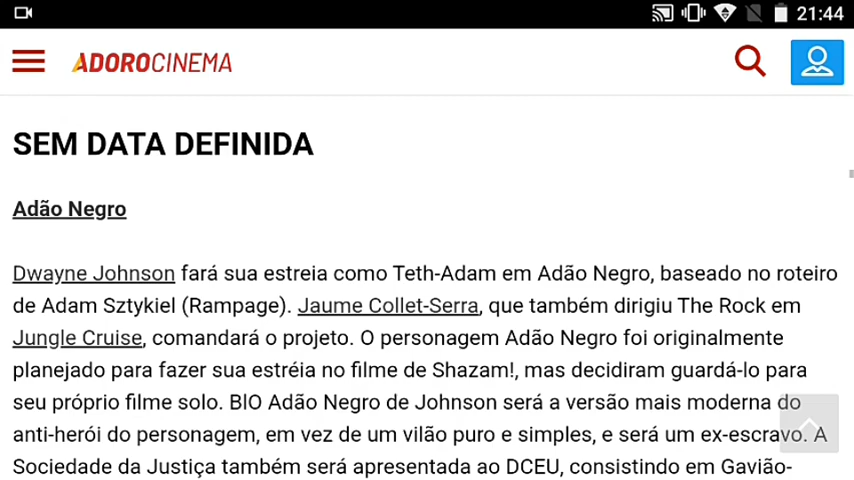 21:44
ADOROCINEMA
SEM DATA DEFINIDA
Adão Negro
Dwayne Johnson fará sua estreia como Teth-Adam em Adão Negro, baseado no roteiro
de Adam Sztykiel (Rampage). Jaume Collet-Serra, que também dirigiu The Rock em
Jungle Cruise, comandará o projeto. O personagem Adão Negro foi originalmente
planejado para fazer sua estréia no filme de Shazam!, mas decidiram guardá-lo para
seu próprio filme solo. BIO Adão Negro de Johnson será a versão mais moderna do
anti-herói do personagem, em vez de um vilão puro e simples, e será um ex-escravo. A
Sociedade da Justiça também será apresentada ao DCEU, consistindo em Gavião-